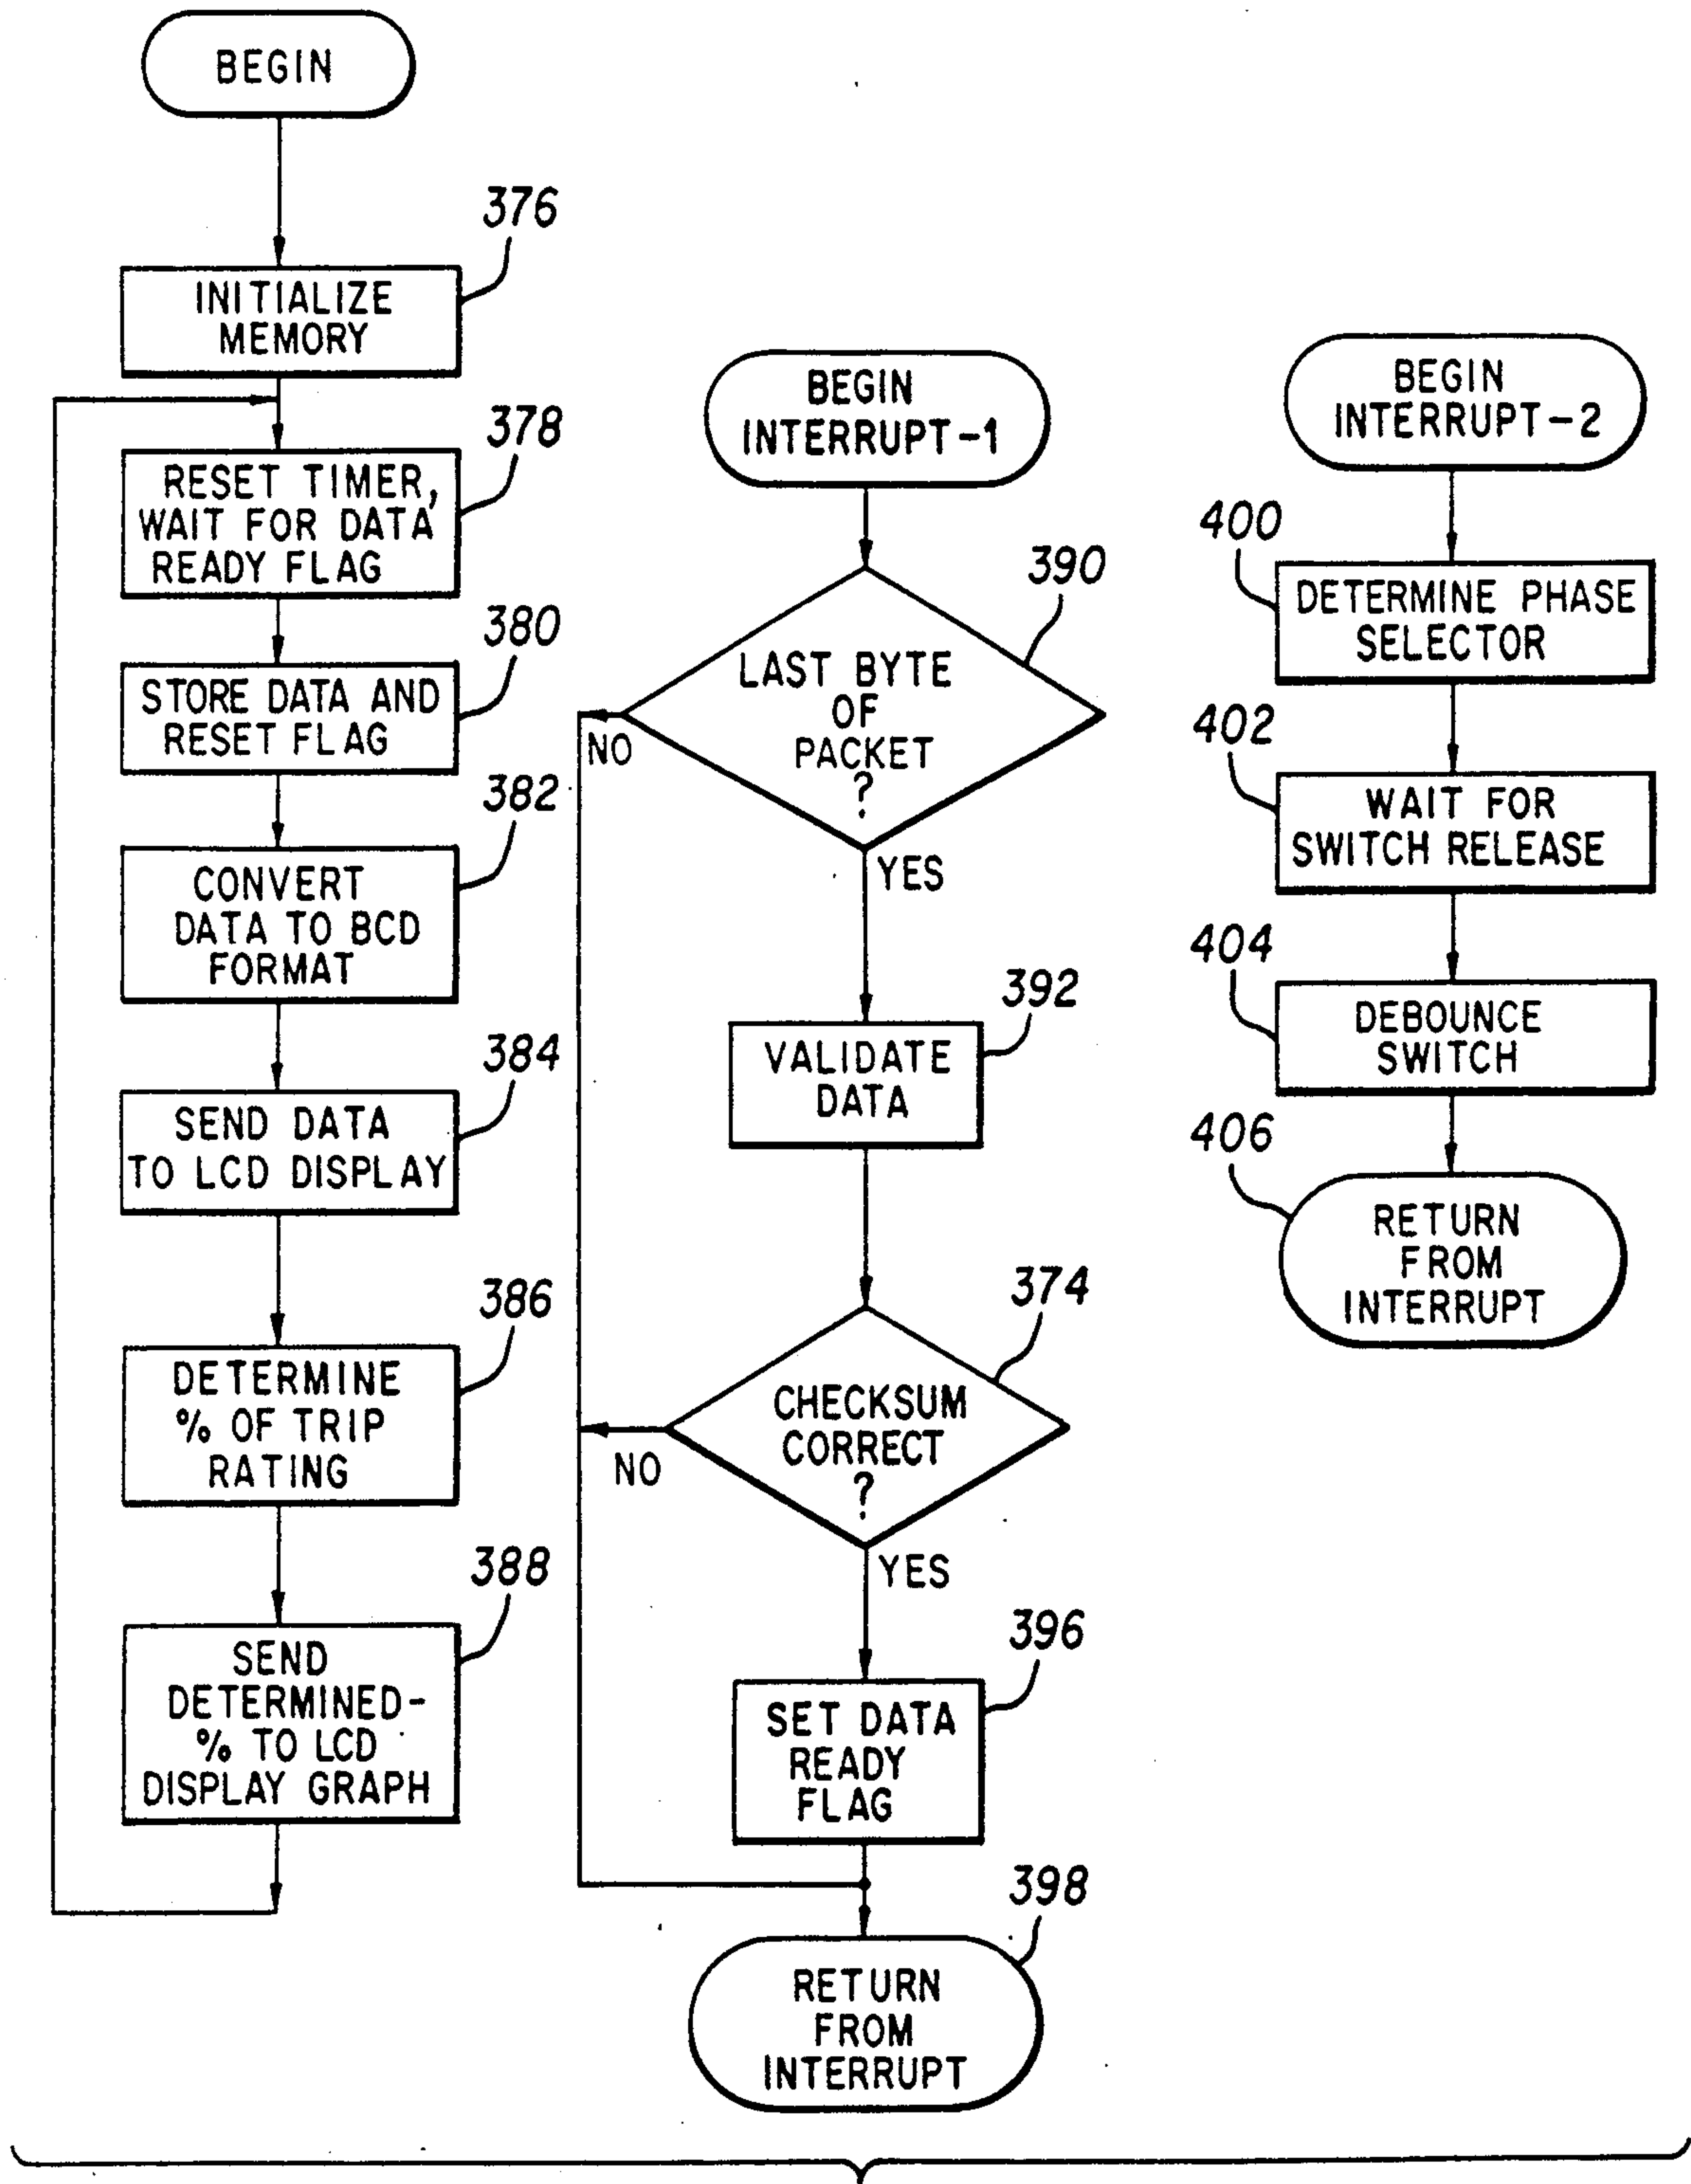 BEGIN
376
INITIALIZE
MEMORY
378
RESET TIMER,
WAIT FOR DATA
READY FLAG
380
STORE DATA AND
RESET FLAG
382
CONVERT
DATA TO BCD
FORMAT
384
SEND DATA
TO LCD DISPLAY
386
DETERMINE
% OF TRIP
RATING
388
SEND
DETERMINED-
% TO LCD
DISPLAY GRAPH
BEGIN
INTERRUPT-1
390
LAST BYTE
OF
PACKET
?
NO
YES
392
VALIDATE
DATA
374
CHECKSUM
CORRECT
?
NO
YES
396
SET DATA
READY
FLAG
398
RETURN
FROM
INTERRUPT
BEGIN
INTERRUPT-2
400
DETERMINE PHASE
SELECTOR
402
WAIT FOR
SWITCH RELEASE
404
DEBOUNCE
SWITCH
406
RETURN
FROM
INTERRUPT